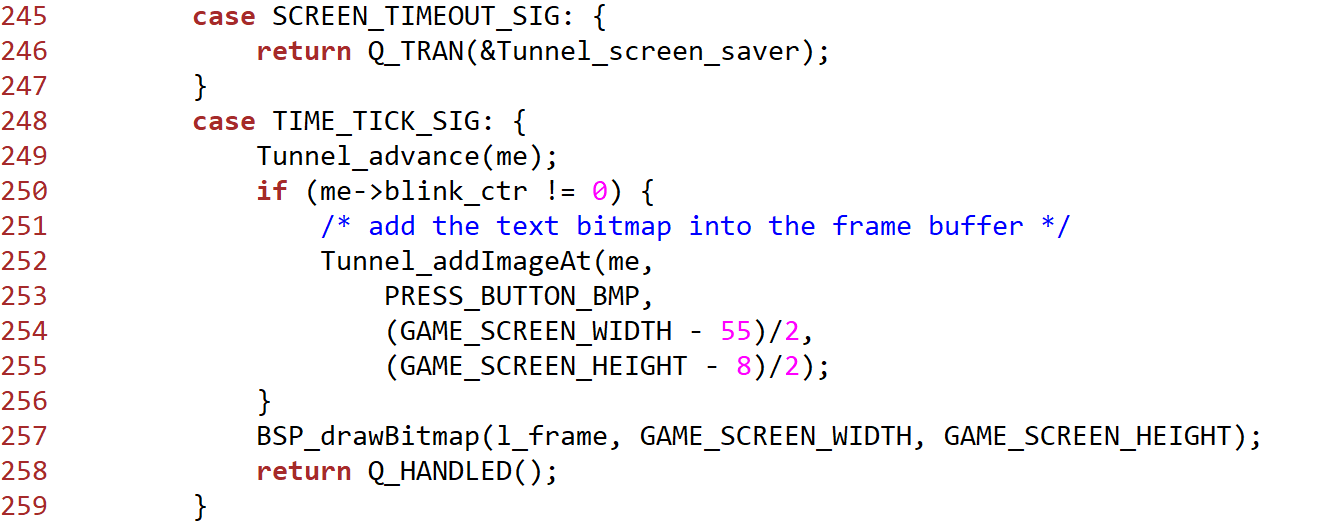 245         case SCREEN_TIMEOUT_SIG: {
246             return Q_TRAN(&Tunnel_screen_saver);
247         }
248         case TIME_TICK_SIG: {
249             Tunnel_advance(me);
250             if (me->blink_ctr != 0) {
251                 /* add the text bitmap into the frame buffer */
252                 Tunnel_addImageAt(me,
253                     PRESS_BUTTON_BMP,
254                     (GAME_SCREEN_WIDTH - 55)/2,
255                     (GAME_SCREEN_HEIGHT - 8)/2);
256             }
257             BSP_drawBitmap(l_frame, GAME_SCREEN_WIDTH, GAME_SCREEN_HEIGHT);
258             return Q_HANDLED();
259         }